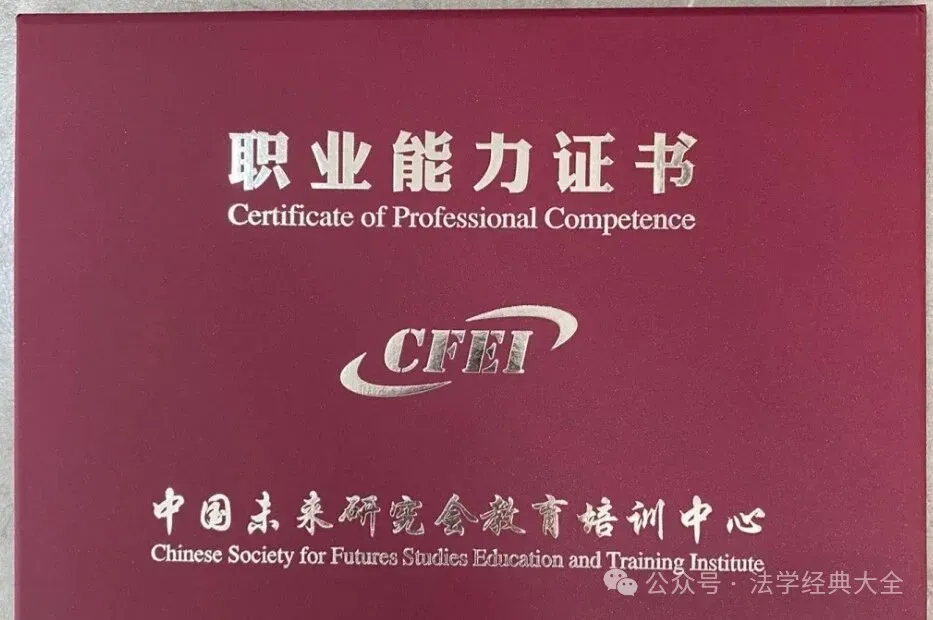 职业能力证书
Certificate of Professional Competence
CFEI
中国未来研究会教育培训中心
Chinese Society for Futures Studies Education and Training Institute
公众号·法学经典大全